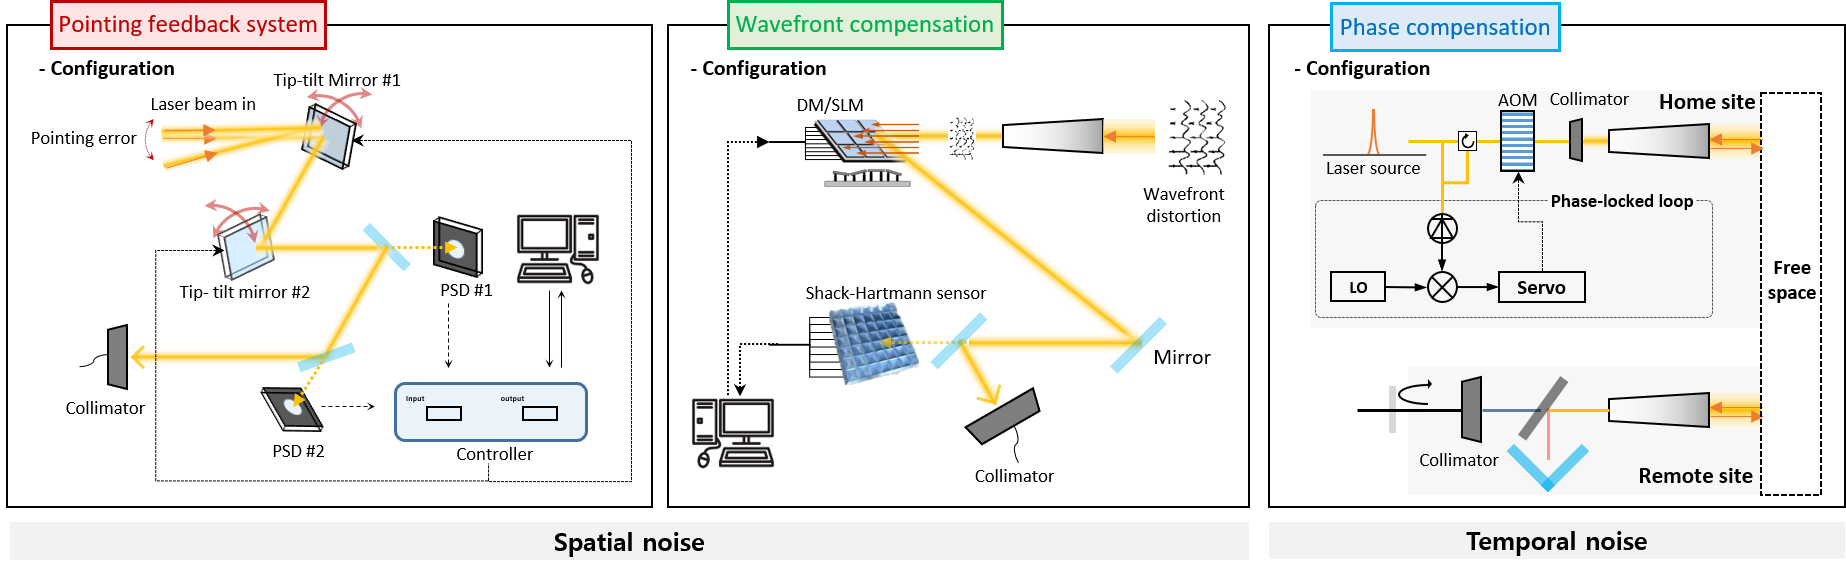 Pointing feedback system
- Configuration
Tip-tilt Mirror #1
Laser beam in
Pointing error
Tip- tilt mirror #2
PSD #1
Collimator
PSD #2
Input
output
Controller
Wavefront compensation
- Configuration
DM/SLM
Wavefront
distortion
Shack-Hartmann sensor
Mirror
Collimator
Spatial noise
Phase compensation
- Configuration
AOM
Collimator
Home site
Laser source
Phase-locked loop
LO
Servo
Free
space
Collimator
Remote site
Temporal noise